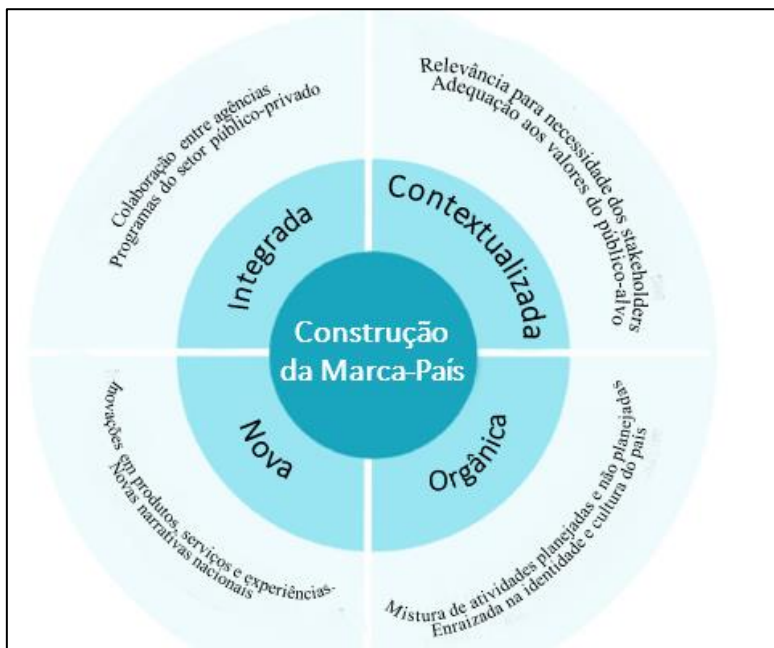 Colaboração entre agências
Programas do setor público-privado
Integrada
Relevância para necessidade dos stakeholders
Adequação aos valores do público-alvo
Contextualizada
Construção
da Marca-País
Nova
Inovações em produtos, serviços e experiências.
Novas narrativas nacionais
Orgânica
Mistura de atividades planejadas e não planejadas
Enraizada na identidade e cultura do país